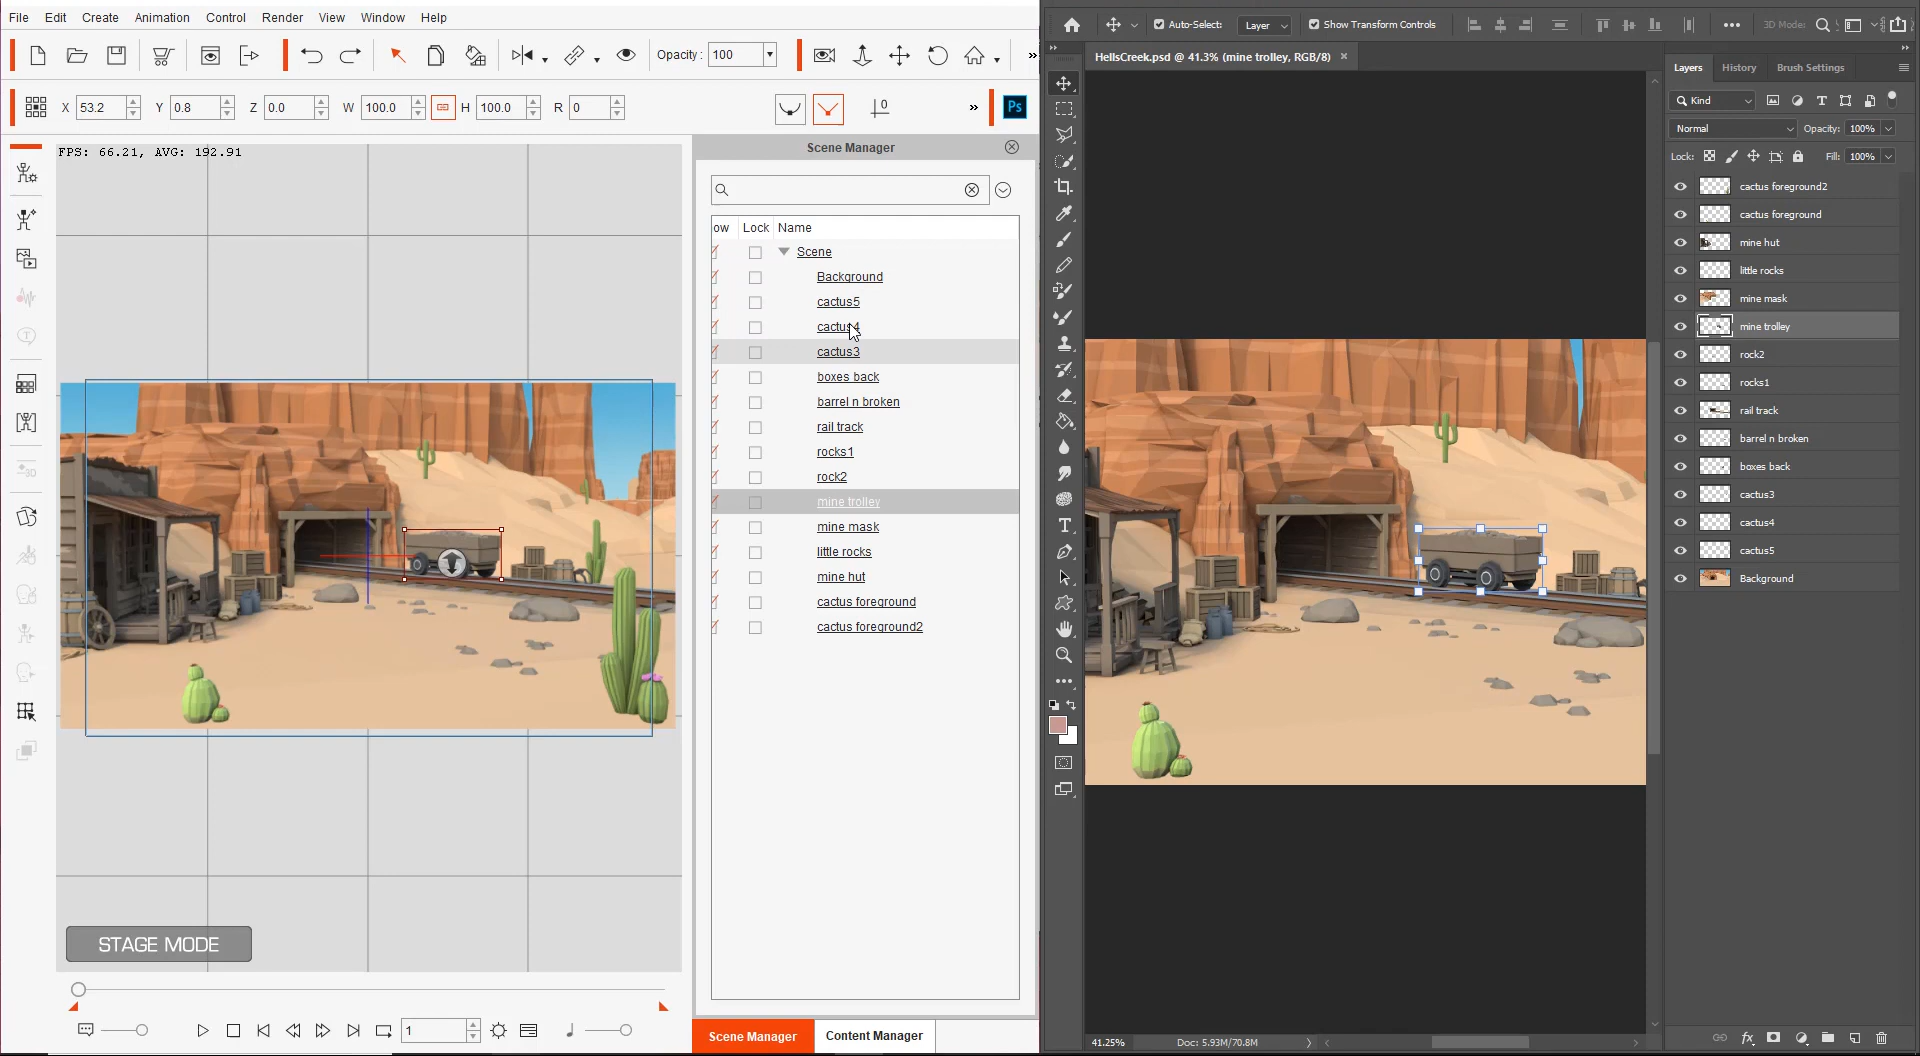 File Edit Create Animation Control Render View Window Help
Opacity : 100
X 53.2 Y 0.8 Z 0.0 W 100.0 H 100.0 R 0
Ps
FPS: 66.21, AVG: 192.91
STAGE MODE
1
Scene Manager
ow Lock Name
Scene
Background
cactus5
cactus4
cactus3
boxes back
barrel n broken
rail track
rocks1
rock2
mine trolley
mine mask
little rocks
mine hut
cactus foreground
cactus foreground2
Scene Manager Content Manager
Auto-Select: Layer Show Transform Controls
3D Mode:
HellsCreek.psd @ 41.3% (mine trolley, RGB/8)
41.25% Doc: 5.93M/70.8M
Layers History Brush Settings
Kind
Normal Opacity: 100%
Lock: Fill: 100%
cactus foreground2
cactus foreground
mine hut
little rocks
mine mask
mine trolley
rock2
rocks1
rail track
barrel n broken
boxes back
cactus3
cactus4
cactus5
Background
fx